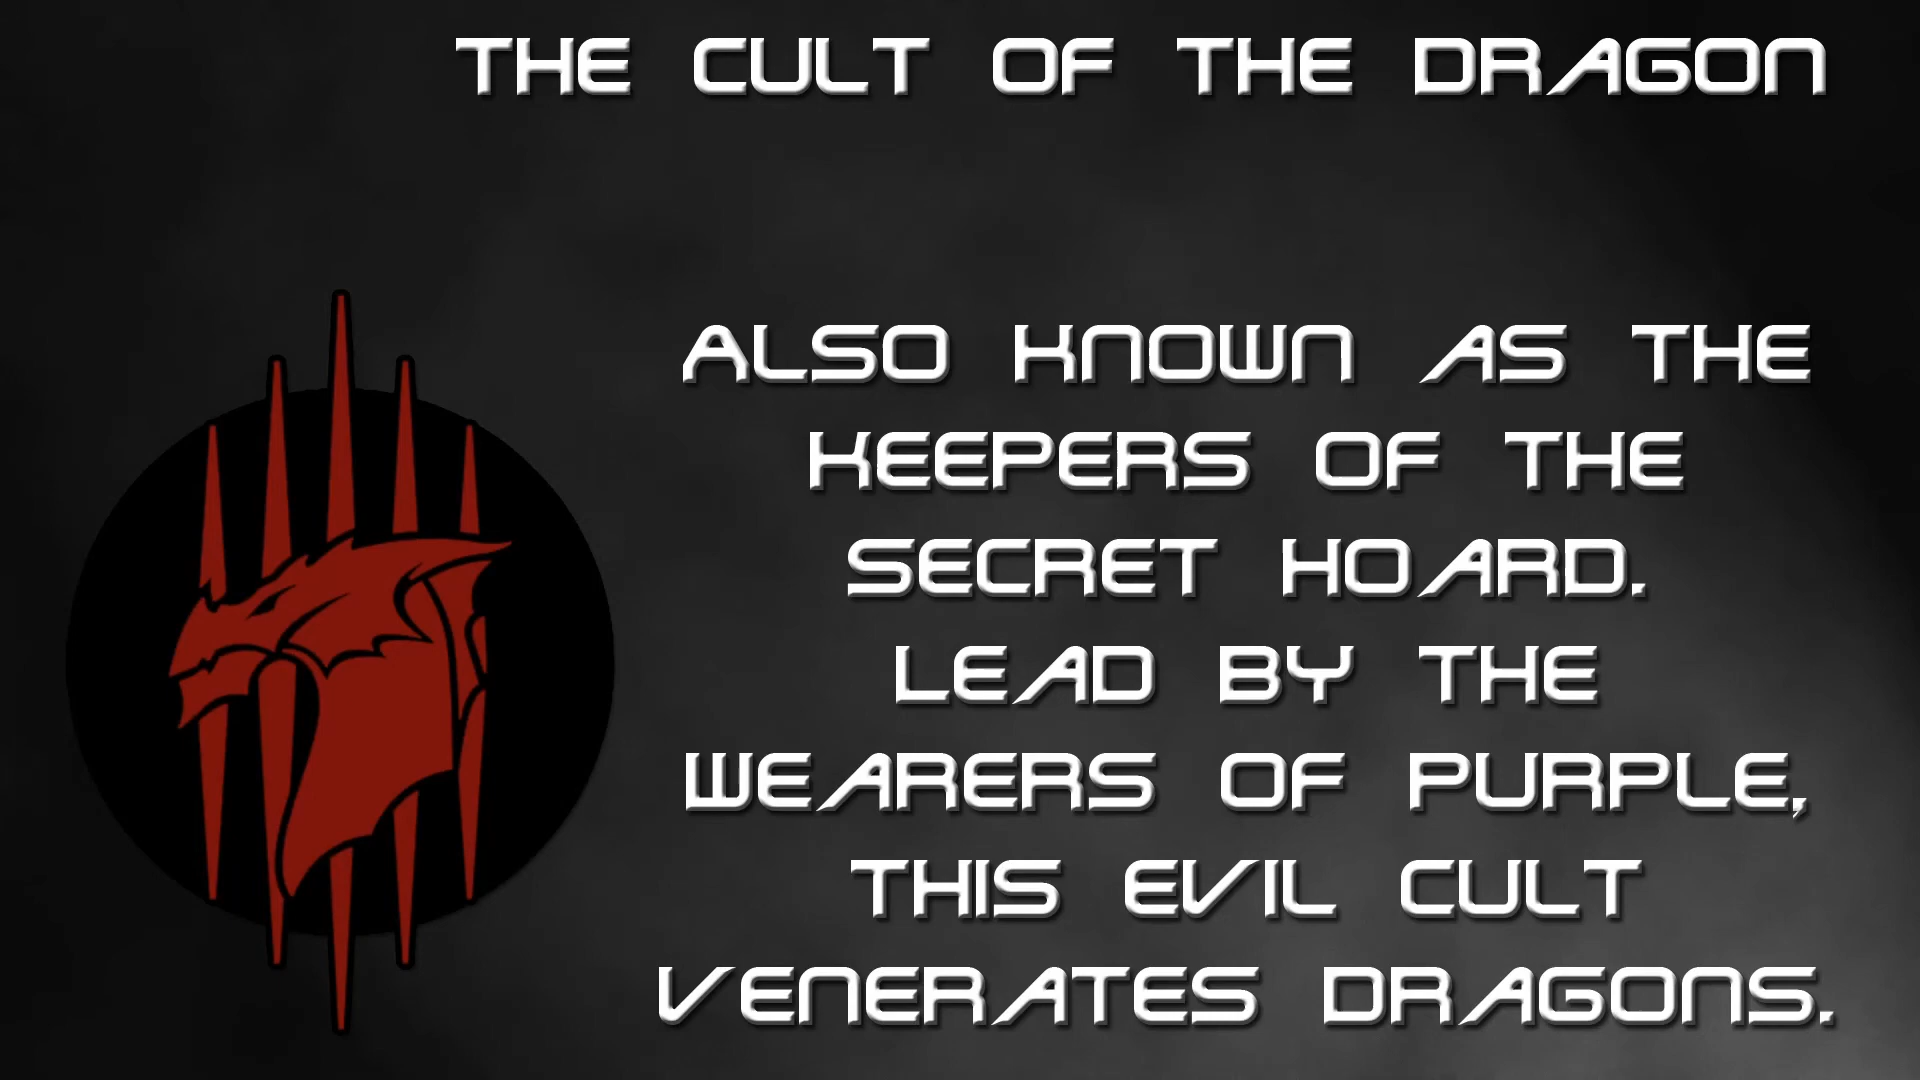 THE CULT OF THE DRAGON
ALSO KNOWN AS THE
KEEPERS OF THE
SECRET HOARD.
LEAD BY THE
WEARERS OF PURPLE,
THIS EVIL CULT
VENERATES DRAGONS.